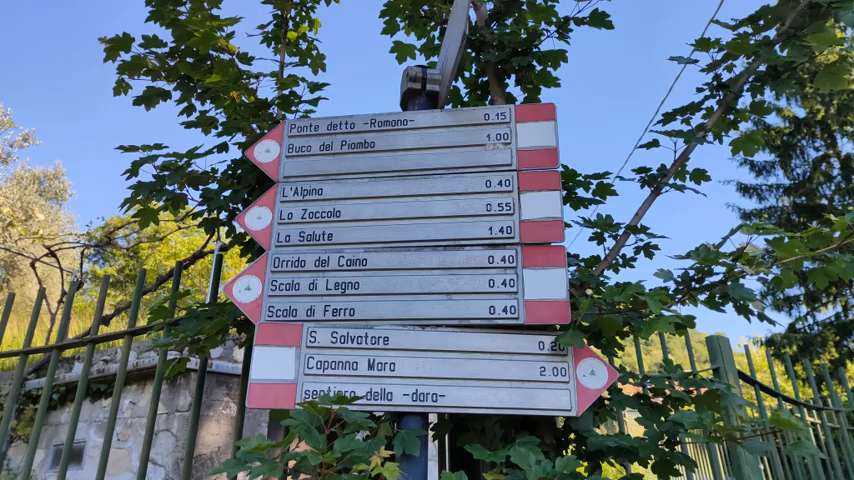 Ponte detto -Romano- 0.15
Buco del Piombo 1.00
L'Alpina 0.40
Lo Zoccolo 0.55
La Salute 1.40
Orrido del Caino 0.40
Scala di Legno 0.40
Scala di Ferro 0.40
S. Salvatore 0.20
Capanna Mara 2.00
sentiero della -dara-